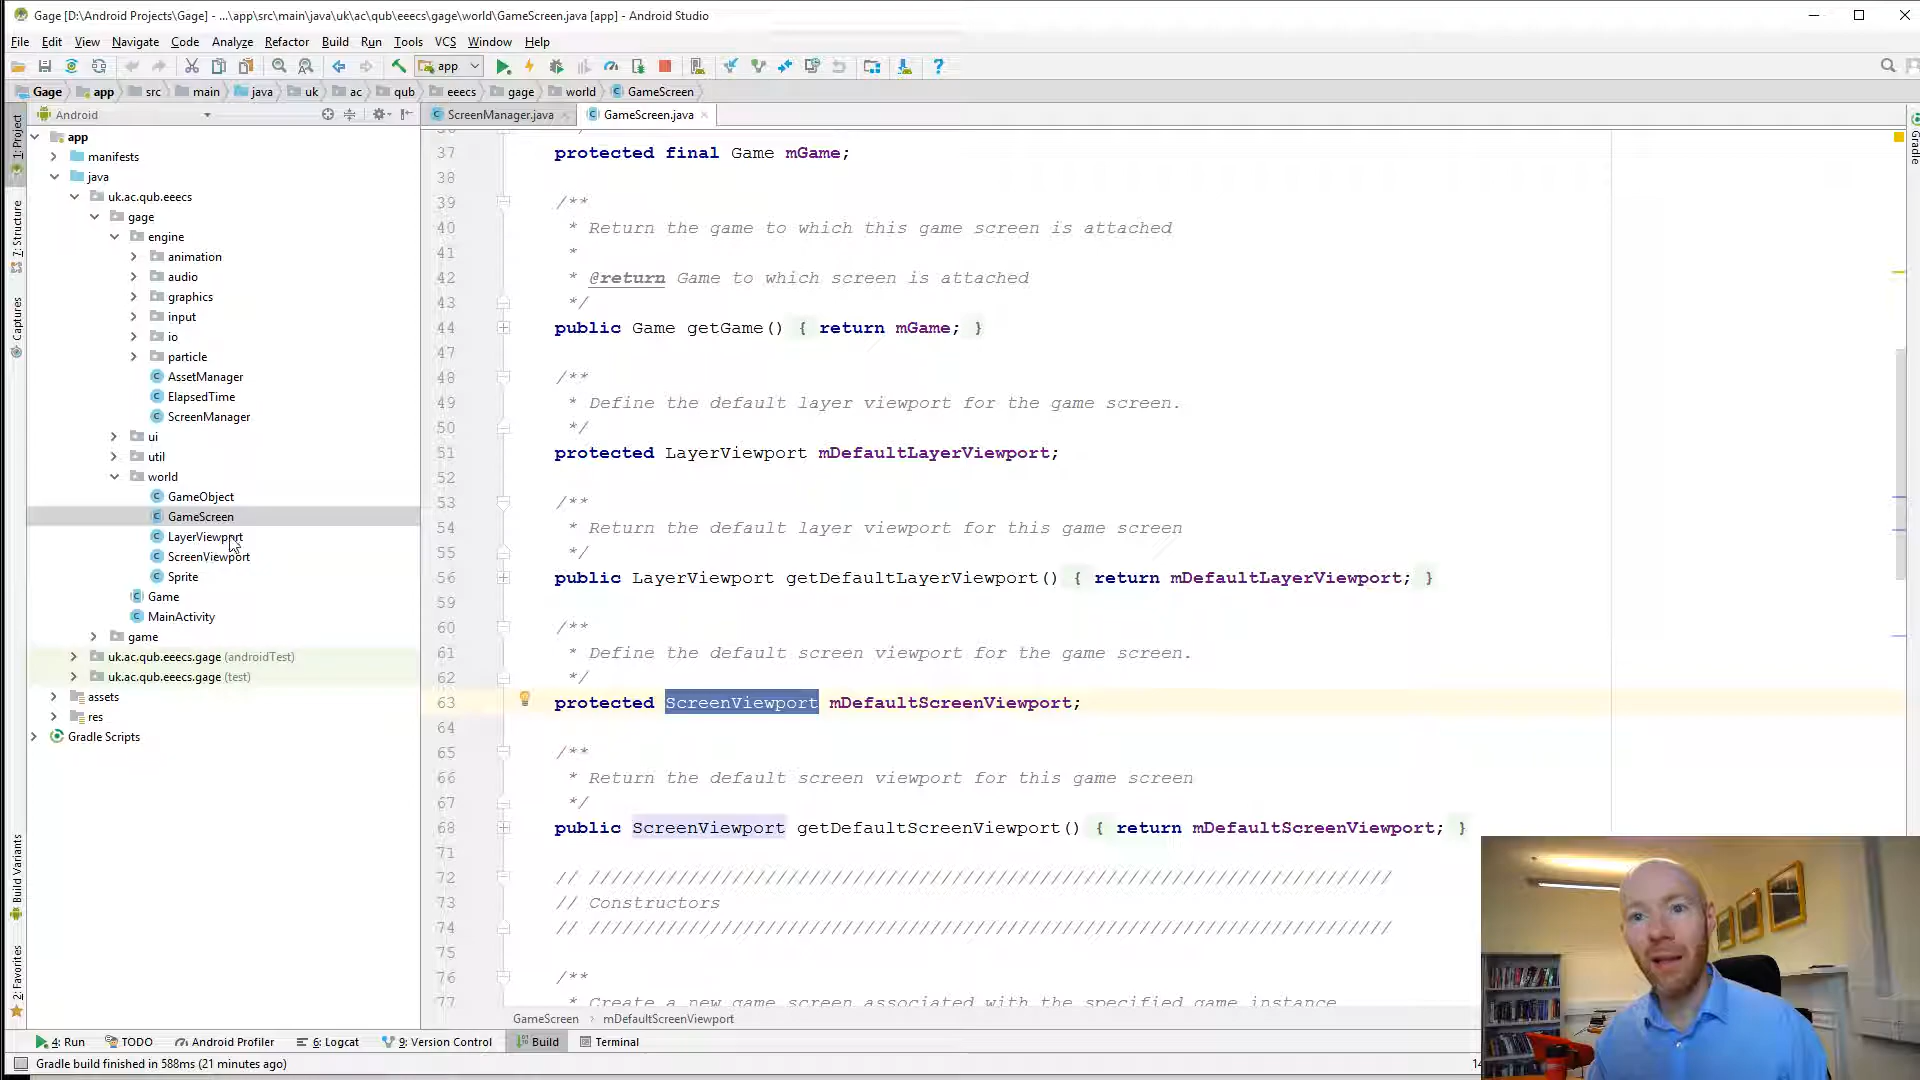 Gage [D:\Android Projects\Gage] - ...\app\src\main\java\uk\ac\qub\eeecs\gage\world\GameScreen.java [app] - Android Studio
File Edit View Navigate Code Analyze Refactor Build Run Tools VCS Window Help
app
Gage app src main java uk ac qub eeecs gage world GameScreen
Android
ScreenManager.java GameScreen.java
1: Project
7: Structure
Captures
Build Variants
2: Favorites
Gradle
app
manifests
java
uk.ac.qub.eeecs
gage
engine
animation
audio
graphics
input
io
particle
AssetManager
ElapsedTime
ScreenManager
ui
util
world
GameObject
GameScreen
LayerViewport
ScreenViewport
Sprite
Game
MainActivity
game
uk.ac.qub.eeecs.gage (androidTest)
uk.ac.qub.eeecs.gage (test)
assets
res
Gradle Scripts
37 protected final Game mGame;
38
39 /**
40 * Return the game to which this game screen is attached
41 *
42 * @return Game to which screen is attached
43 */
44 public Game getGame() { return mGame; }
47
48 /**
49 * Define the default layer viewport for the game screen.
50 */
51 protected LayerViewport mDefaultLayerViewport;
52
53 /**
54 * Return the default layer viewport for this game screen
55 */
56 public LayerViewport getDefaultLayerViewport() { return mDefaultLayerViewport; }
59
60 /**
61 * Define the default screen viewport for the game screen.
62 */
63 protected ScreenViewport mDefaultScreenViewport;
64
65 /**
66 * Return the default screen viewport for this game screen
67 */
68 public ScreenViewport getDefaultScreenViewport() { return mDefaultScreenViewport; }
71
72 // /////////////////////////////////////////////////////////////////////////
73 // Constructors
74 // /////////////////////////////////////////////////////////////////////////
75
76 /**
77 * Create a new game screen associated with the specified game instance
GameScreen > mDefaultScreenViewport
4: Run TODO Android Profiler 6: Logcat 9: Version Control Build Terminal
Gradle build finished in 588ms (21 minutes ago)